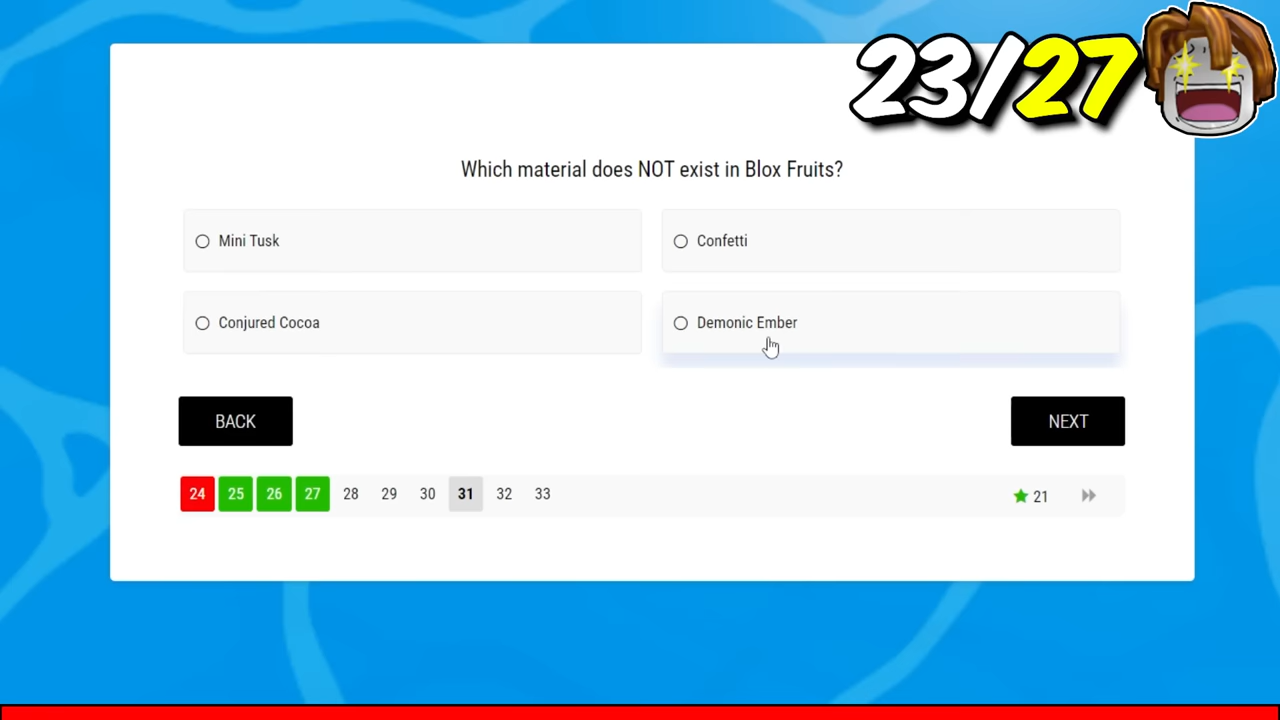 23/27
Which material does NOT exist in Blox Fruits?
Mini Tusk
Confetti
Conjured Cocoa
Demonic Ember
BACK
NEXT
24 25 26 27 28 29 30 31 32 33
21